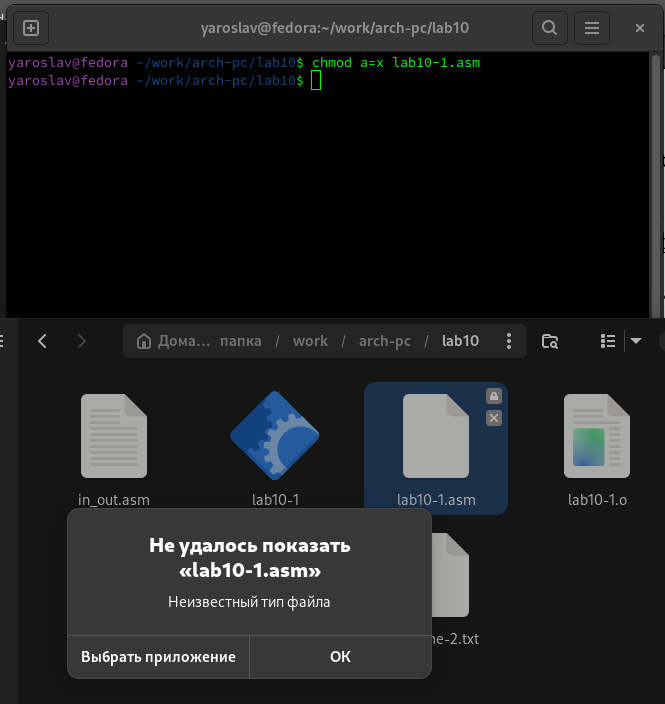 yaroslav@fedora:~/work/arch-pc/lab10
yaroslav@fedora ~/work/arch-pc/lab10$ chmod a=x lab10-1.asm
yaroslav@fedora ~/work/arch-pc/lab10$
Дома… папка / work / arch-pc / lab10
in_out.asm lab10-1 lab10-1.asm lab10-1.o
Не удалось показать
«lab10-1.asm»
Неизвестный тип файла
ne-2.txt
Выбрать приложение ОК